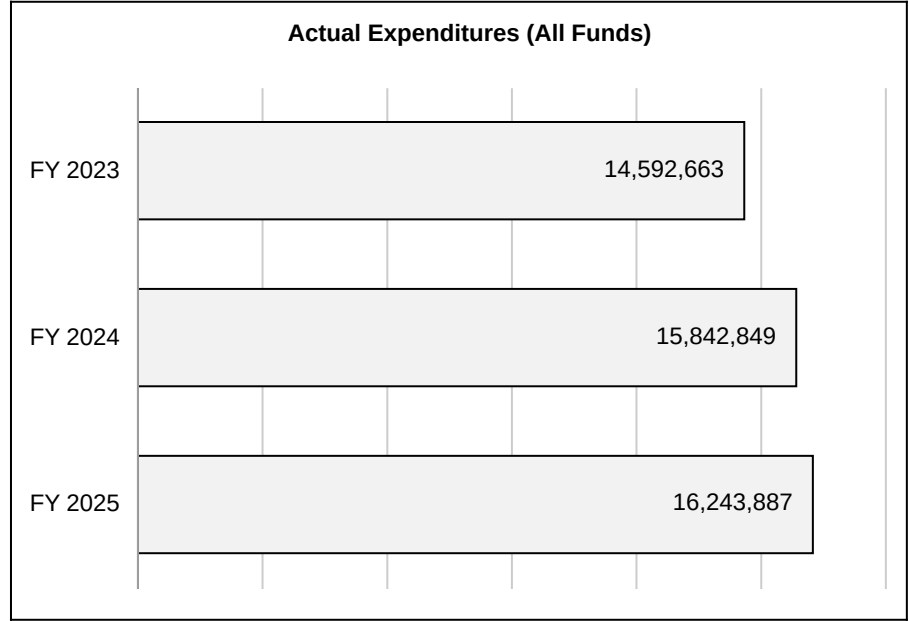 Actual Expenditures (All Funds)
FY 2023 14,592,663
FY 2024 15,842,849
FY 2025 16,243,887